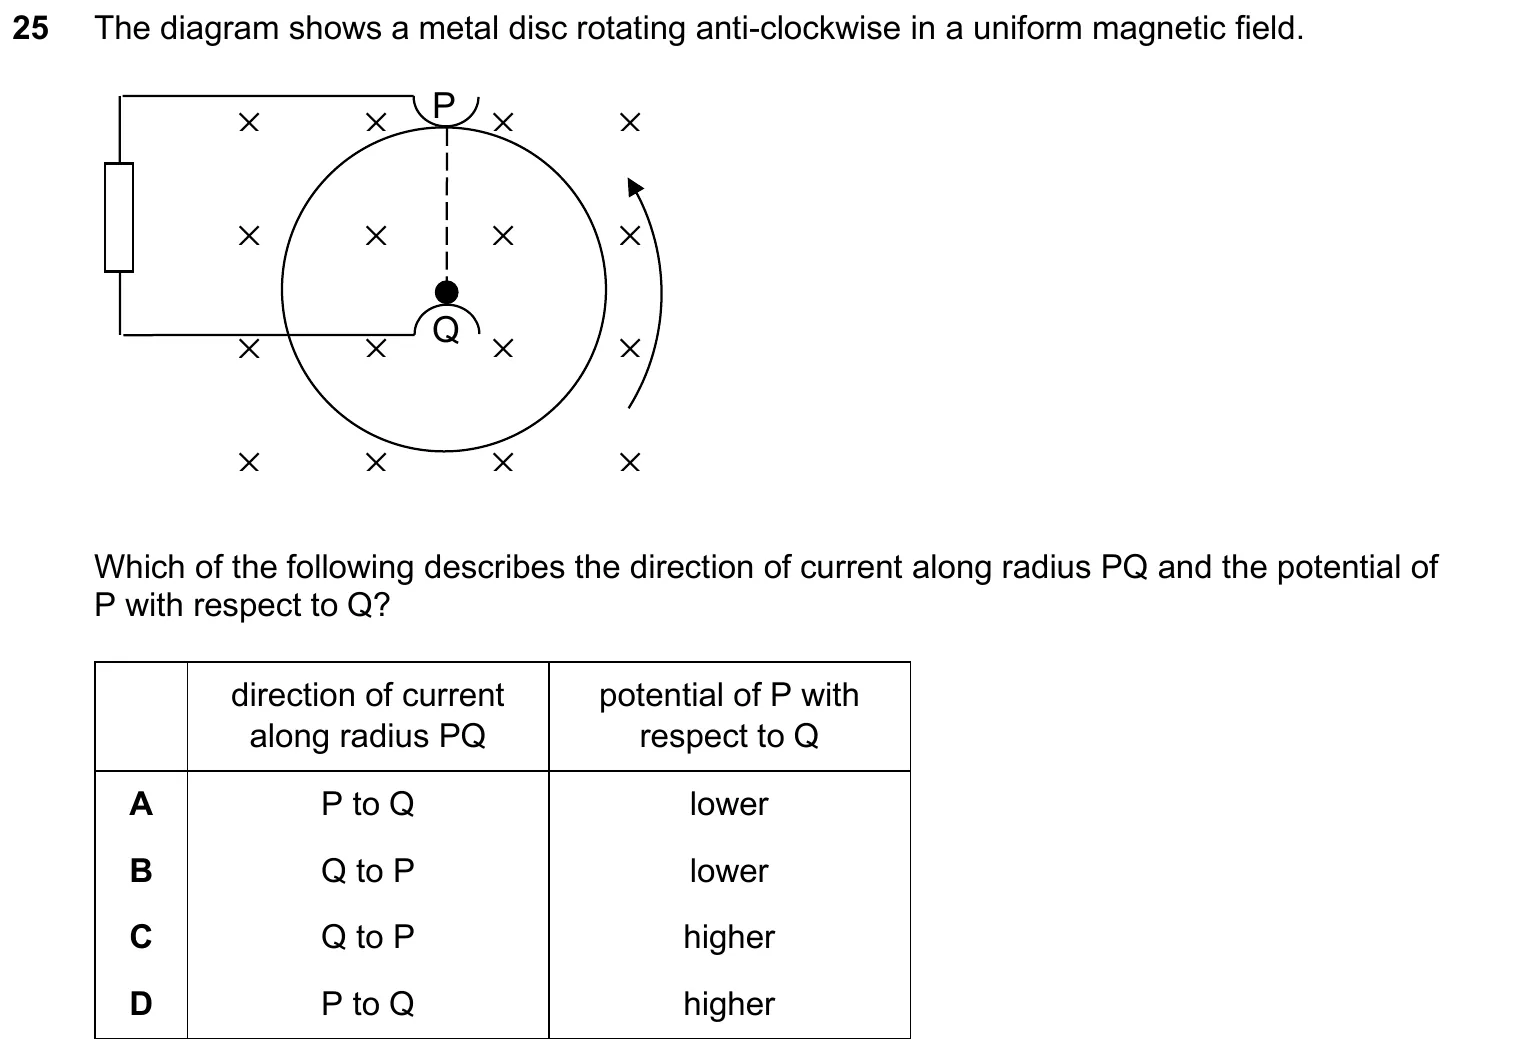 25 The diagram shows a metal disc rotating anti-clockwise in a uniform magnetic field.
P
Q
Which of the following describes the direction of current along radius PQ and the potential of
P with respect to Q?
direction of current
along radius PQ
potential of P with
respect to Q
A P to Q lower
B Q to P lower
C Q to P higher
D P to Q higher